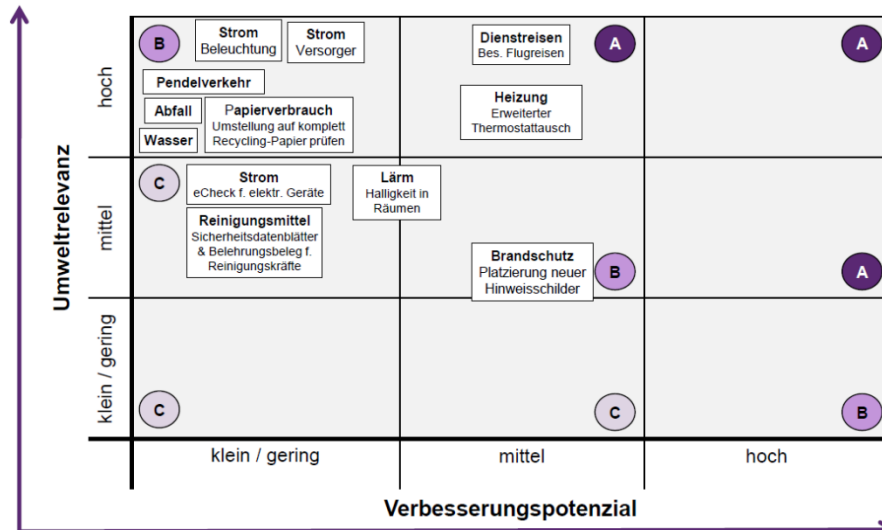 Umweltrelevanz
hoch
B
Strom
Beleuchtung
Strom
Versorger
Pendelverkehr
Abfall
Papierverbrauch
Umstellung auf komplett
Recycling-Papier prüfen
Wasser
Dienstreisen
Bes. Flugreisen
A
Heizung
Erweiterter
Thermostattausch
A
mittel
C
Strom
eCheck f. elektr. Geräte
Lärm
Halligkeit in
Räumen
Reinigungsmittel
Sicherheitsdatenblätter
& Belehrungsbeleg f.
Reinigungskräfte
Brandschutz
Platzierung neuer
Hinweisschilder
B
A
klein / gering
C
C
B
klein / gering
mittel
hoch
Verbesserungspotenzial